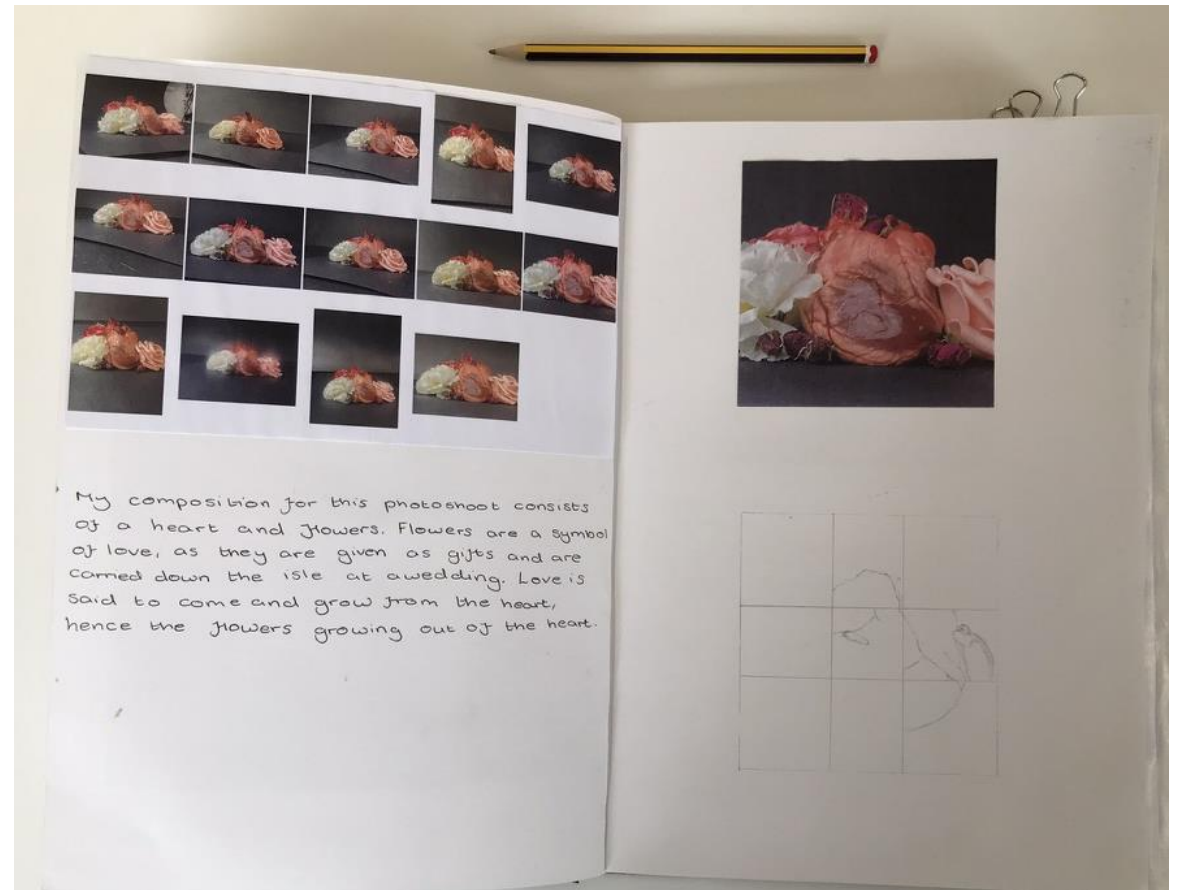 My composition for this photoshoot consists
of a heart and flowers. Flowers are a symbol
of love, as they are given as gifts and are
carried down the isle at a wedding. Love is
said to come and grow from the heart,
hence the flowers growing out of the heart.